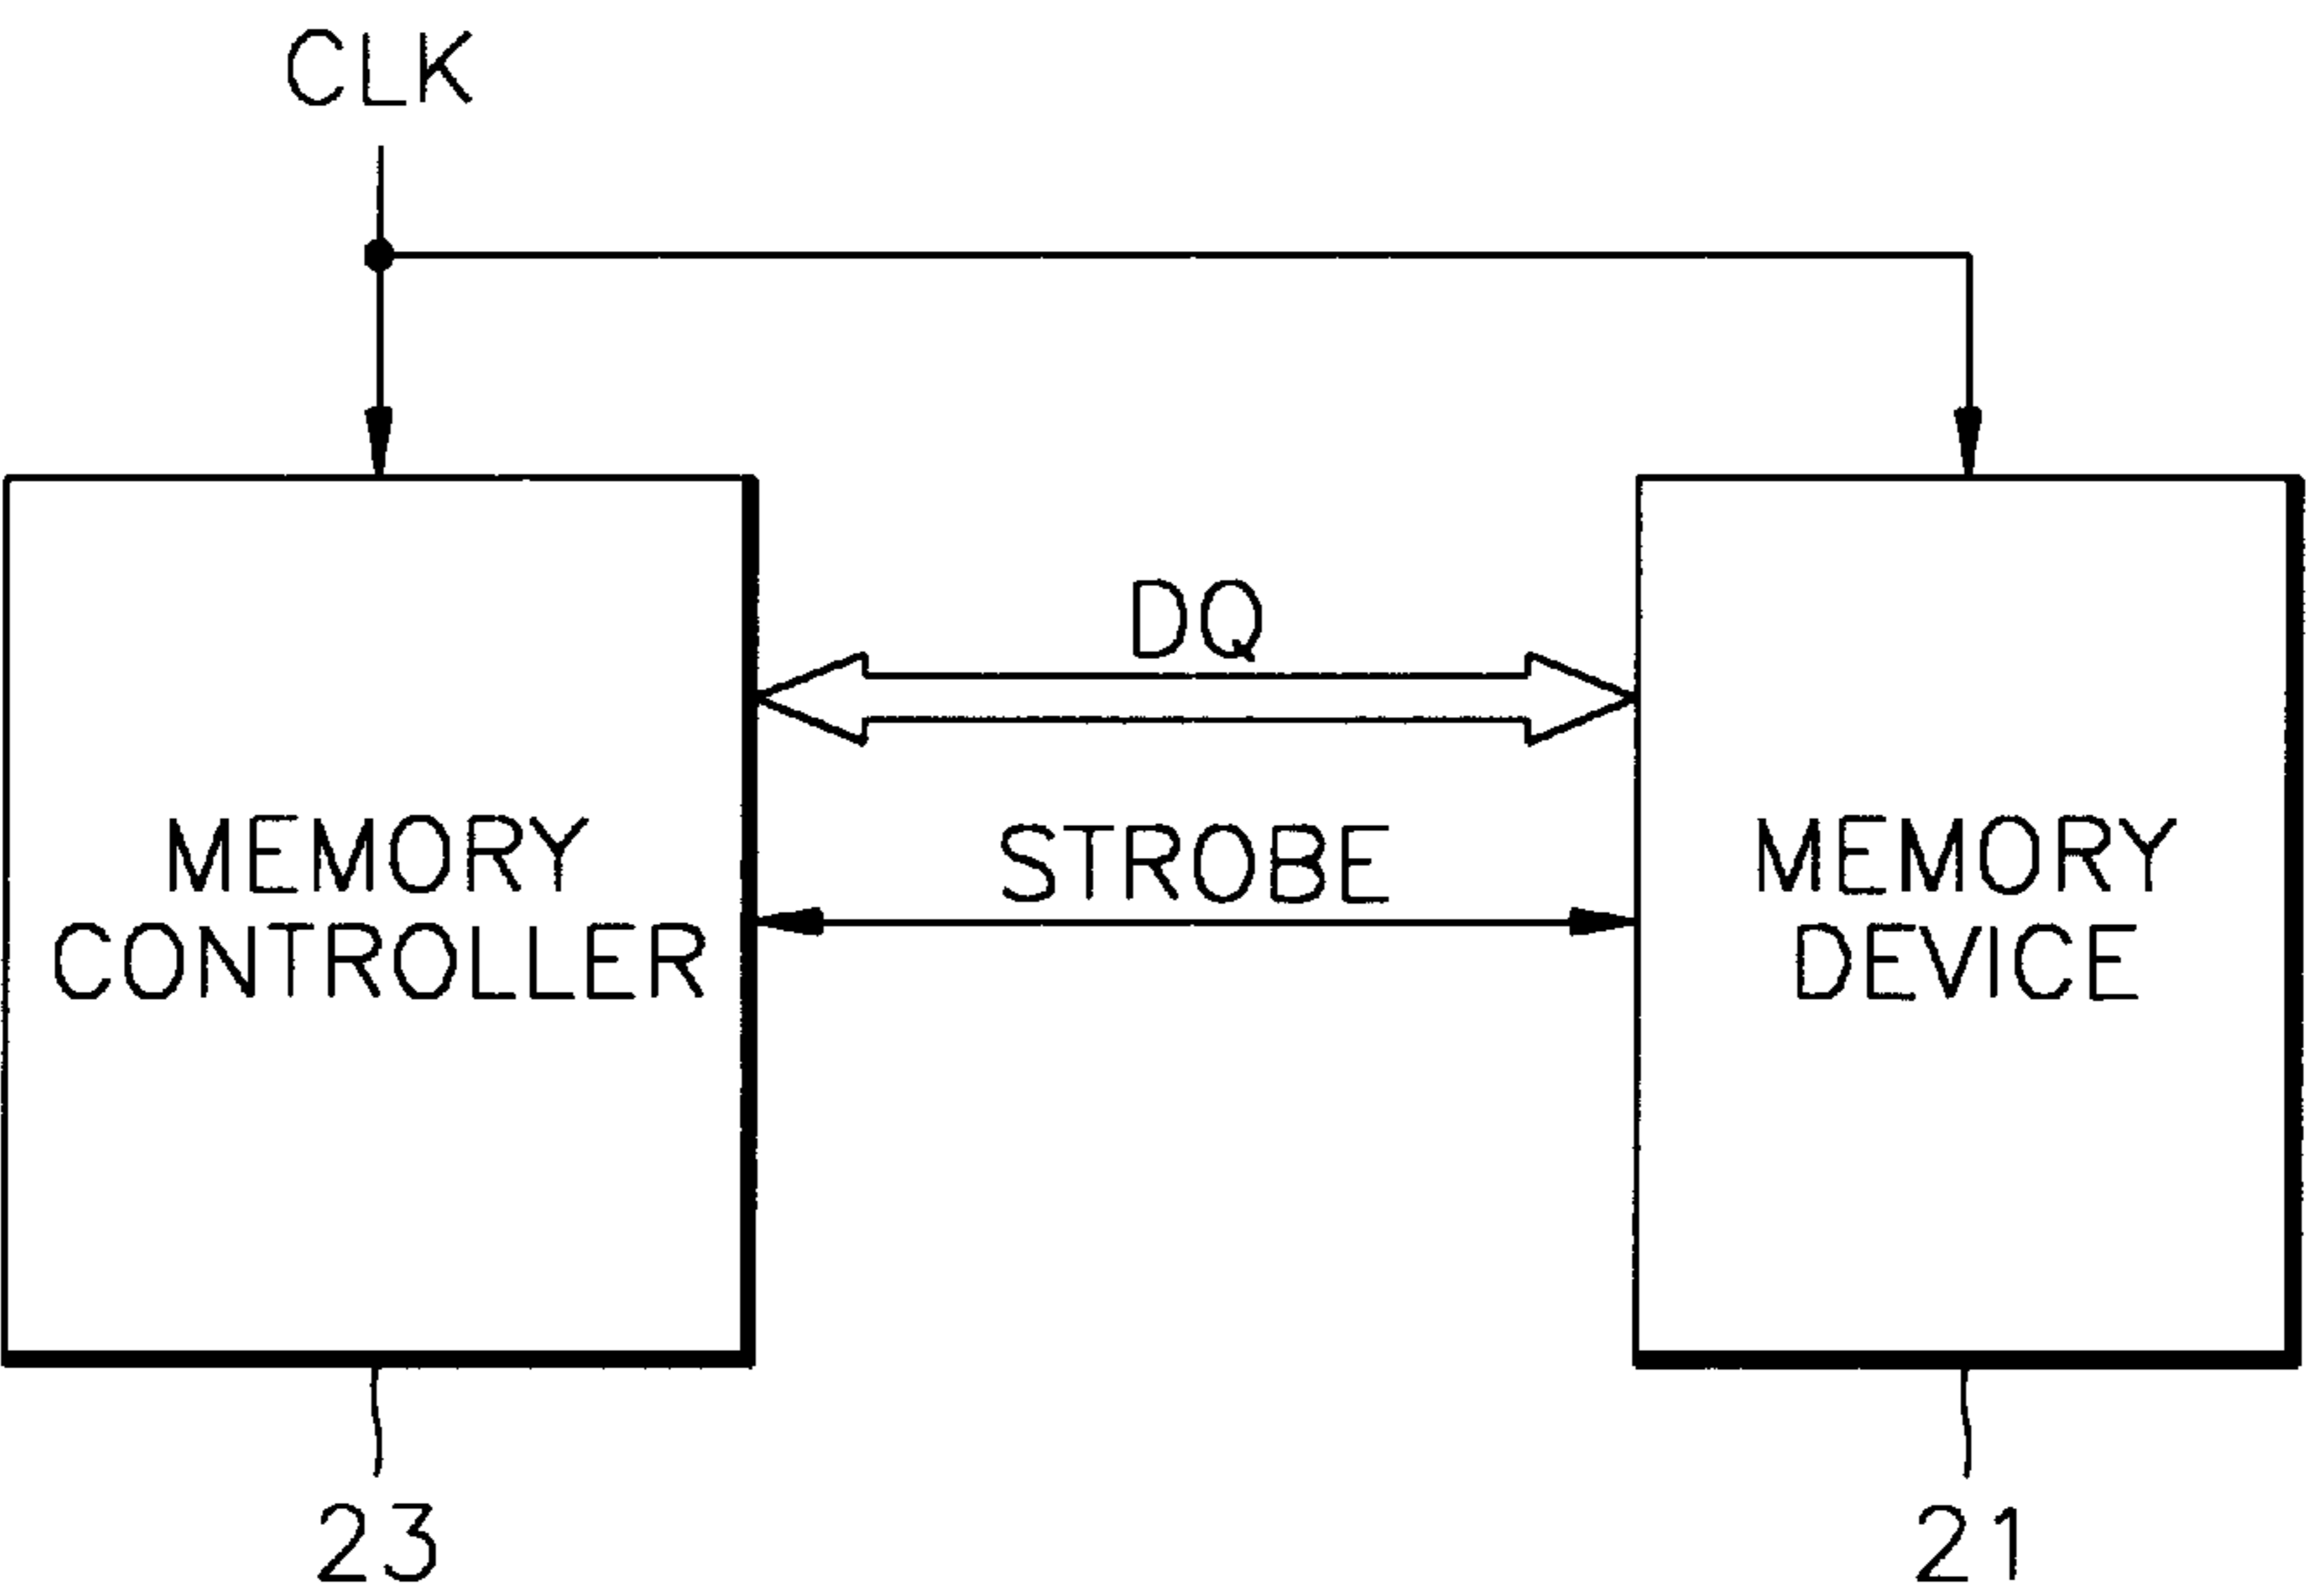 CLK
DQ
MEMORY
CONTROLLER
STROBE
MEMORY
DEVICE
23
21